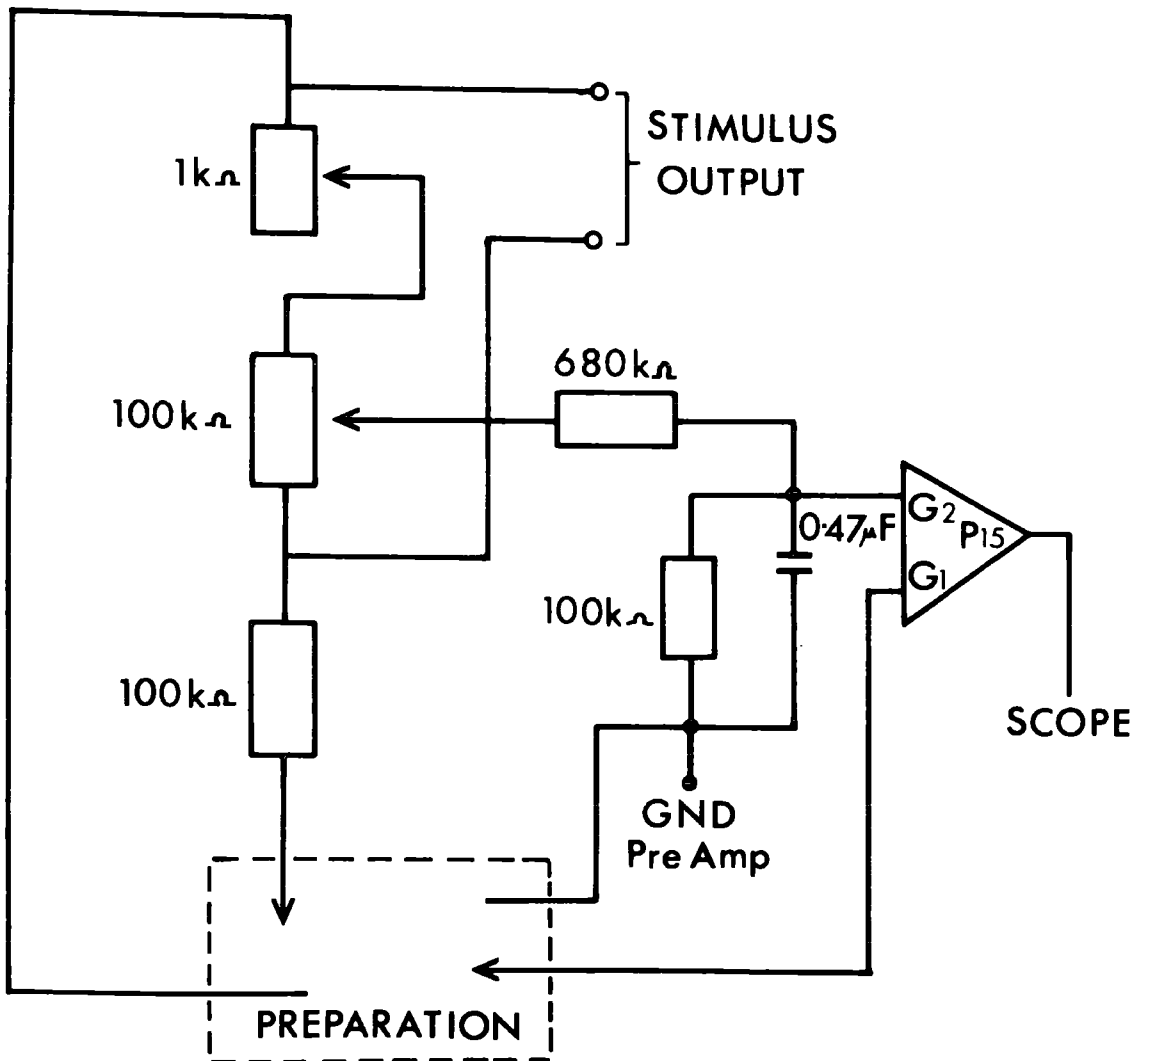 STIMULUS
OUTPUT
1kΩ
680kΩ
100kΩ
G2
P15
0·47µF
G1
100kΩ
100kΩ
SCOPE
GND
Pre Amp
PREPARATION